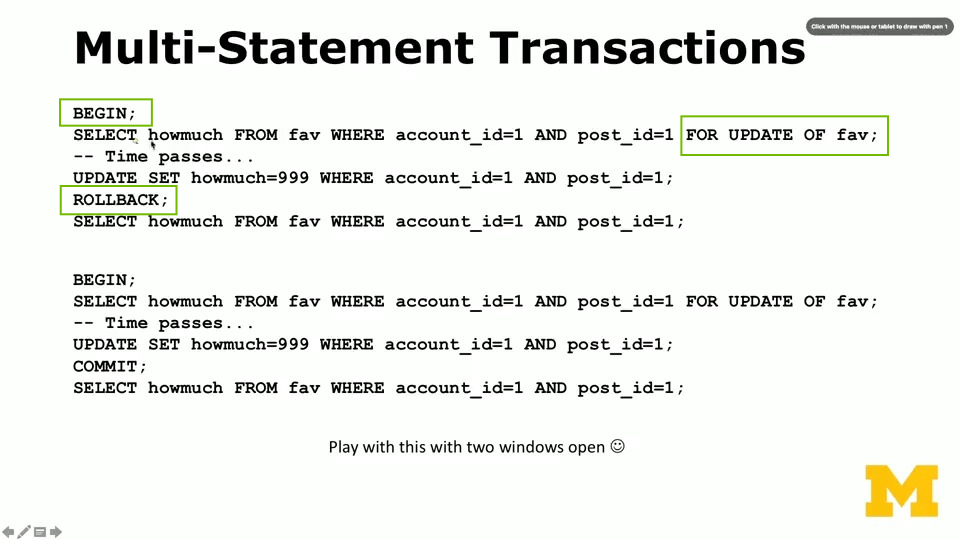 Click with the mouse or tablet to draw with pen 1
Multi-Statement Transactions
BEGIN;
SELECT howmuch FROM fav WHERE account_id=1 AND post_id=1 FOR UPDATE OF fav;
-- Time passes...
UPDATE SET howmuch=999 WHERE account_id=1 AND post_id=1;
ROLLBACK;
SELECT howmuch FROM fav WHERE account_id=1 AND post_id=1;
BEGIN;
SELECT howmuch FROM fav WHERE account_id=1 AND post_id=1 FOR UPDATE OF fav;
-- Time passes...
UPDATE SET howmuch=999 WHERE account_id=1 AND post_id=1;
COMMIT;
SELECT howmuch FROM fav WHERE account_id=1 AND post_id=1;
Play with this with two windows open ☺
M